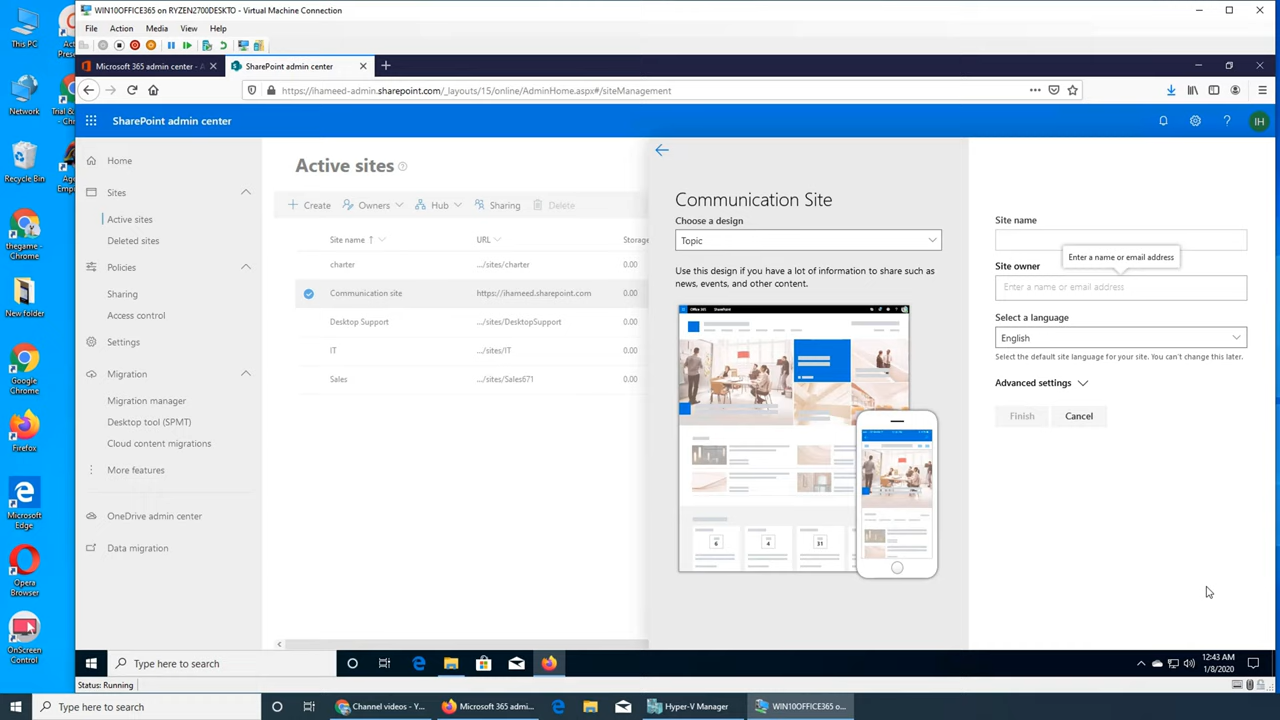 WIN10OFFICE365 on RYZEN2700DESKTO - Virtual Machine Connection
File Action Media View Help
Microsoft 365 admin center - A
SharePoint admin center
https://ihameed-admin.sharepoint.com/_layouts/15/online/AdminHome.aspx#/siteManagement
SharePoint admin center
IH
Home
Sites
Active sites
Deleted sites
Policies
Sharing
Access control
Settings
Migration
Migration manager
Desktop tool (SPMT)
Cloud content migrations
More features
OneDrive admin center
Data migration
Active sites
Create Owners Hub Sharing Delete
Site name ↑ URL Storage
charter .../sites/charter 0.00
Communication site https://ihameed.sharepoint.com 0.00
Desktop Support .../sites/DesktopSupport 0.00
IT .../sites/IT 0.00
Sales .../sites/Sales671 0.00
Communication Site
Choose a design
Topic
Use this design if you have a lot of information to share such as
news, events, and other content.
Office 365 SharePoint
6 4 31
Site name
Enter a name or email address
Site owner
Enter a name or email address
Select a language
English
Select the default site language for your site. You can't change this later.
Advanced settings
Finish Cancel
This PC
Network
Recycle Bin
thegame - Chrome
New folder
Google Chrome
Firefox
Microsoft Edge
Opera Browser
OnScreen Control
Type here to search
12:43 AM
1/8/2020
Status: Running
Type here to search
Channel videos - Y...
Microsoft 365 admi...
Hyper-V Manager
WIN10OFFICE365 o...